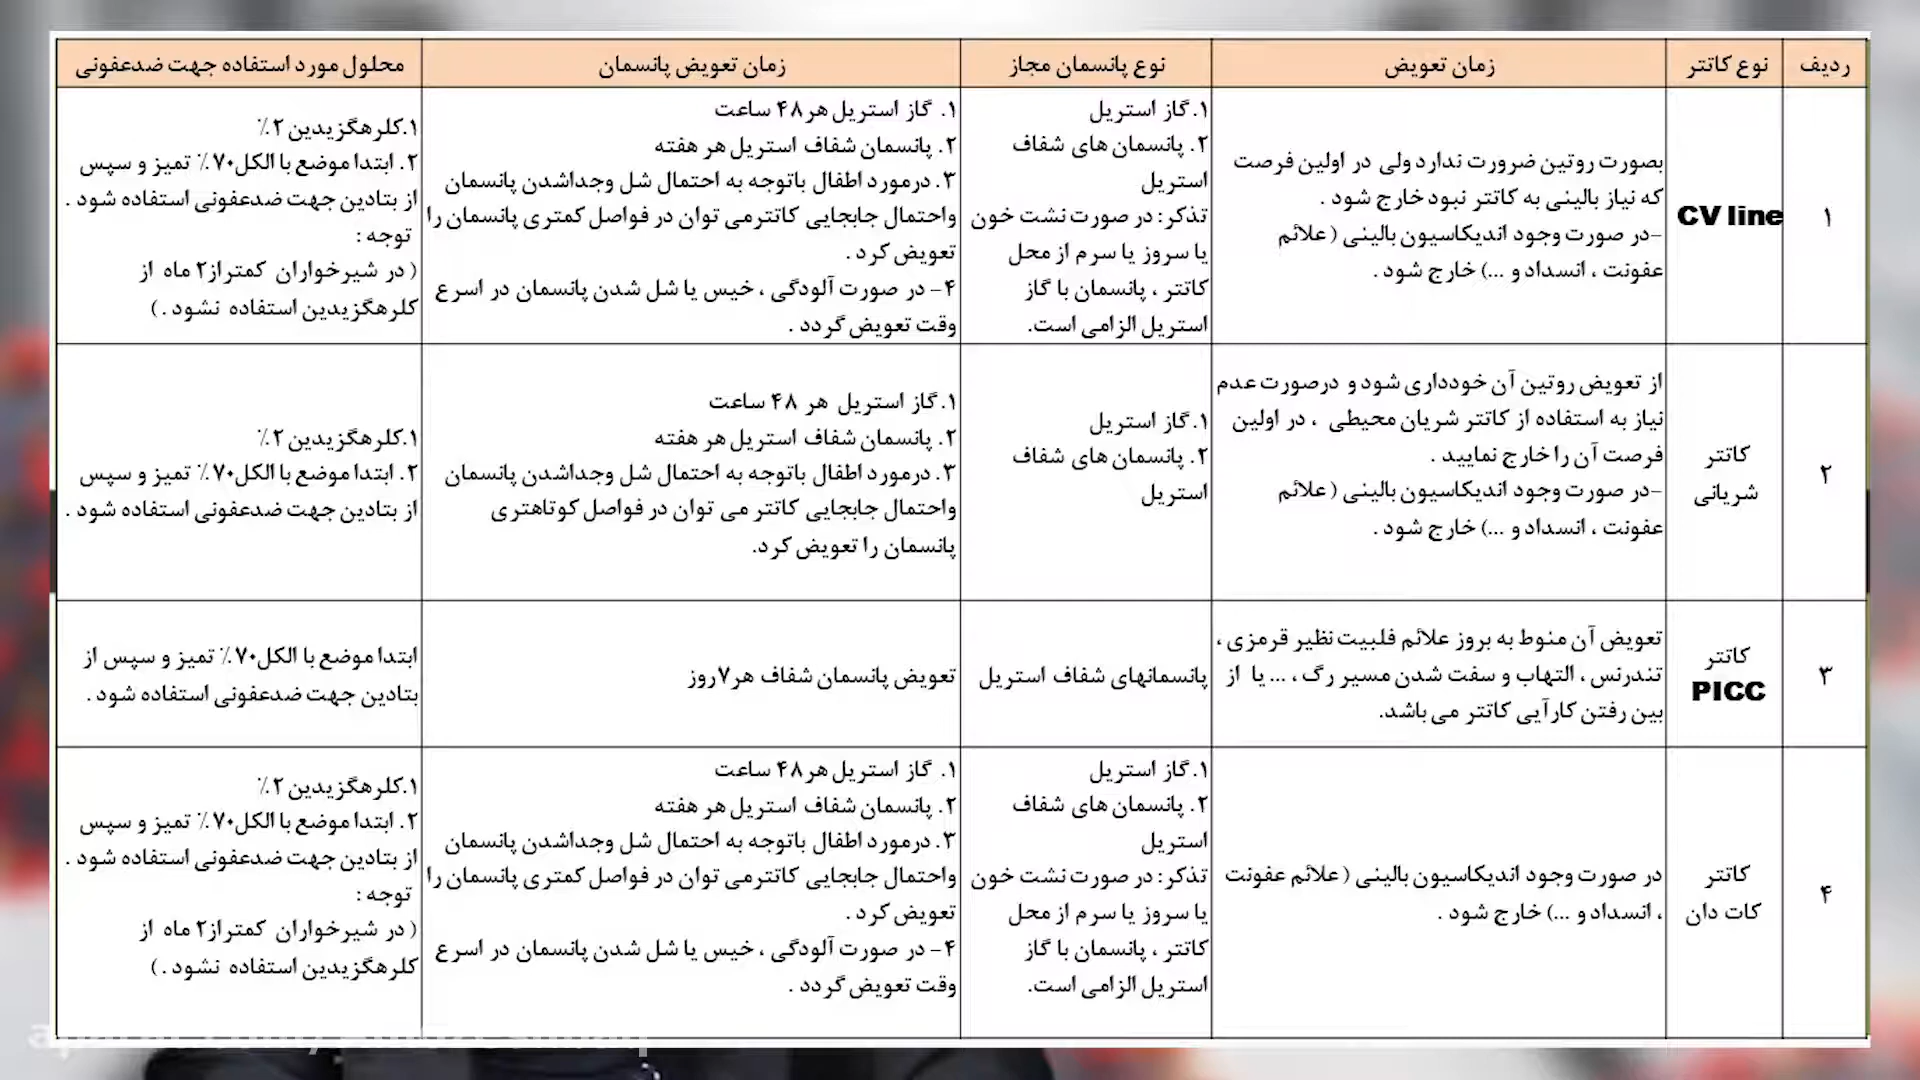 ردیف
نوع کاتتر
زمان تعویض
نوع پانسمان مجاز
زمان تعویض پانسمان
محلول مورد استفاده جهت ضدعفونی
۱
CV line
بصورت روتین ضرورت ندارد ولی در اولین فرصت
که نیاز بالینی به کاتتر نبود خارج شود .
-در صورت وجود اندیکاسیون بالینی ( علائم
عفونت ، انسداد و ...) خارج شود .
۱.گاز استریل
۲. پانسمان های شفاف
استریل
تذکر: در صورت نشت خون
یا سروز یا سرم از محل
کاتتر ، پانسمان با گاز
استریل الزامی است.
۱. گاز استریل هر۴۸ ساعت
۲. پانسمان شفاف استریل هر هفته
۳. درمورد اطفال باتوجه به احتمال شل وجداشدن پانسمان
واحتمال جابجایی کاتترمی توان در فواصل کمتری پانسمان را
تعویض کرد .
۴- در صورت آلودگی ، خیس یا شل شدن پانسمان در اسرع
وقت تعویض گردد .
۱.کلرهگزیدین ۲٪
۲. ابتدا موضع با الکل۷۰٪ تمیز و سپس
از بتادین جهت ضدعفونی استفاده شود .
توجه :
( در شیرخواران کمتراز۲ ماه از
کلرهگزیدین استفاده نشود . )
۲
کاتتر
شریانی
از تعویض روتین آن خودداری شود و درصورت عدم
نیاز به استفاده از کاتتر شریان محیطی ، در اولین
فرصت آن را خارج نمایید .
-در صورت وجود اندیکاسیون بالینی ( علائم
عفونت ، انسداد و ...) خارج شود .
۱.گاز استریل
۲. پانسمان های شفاف
استریل
۱.گاز استریل هر ۴۸ ساعت
۲. پانسمان شفاف استریل هر هفته
۳. درمورد اطفال باتوجه به احتمال شل وجداشدن پانسمان
واحتمال جابجایی کاتتر می توان در فواصل کوتاهتری
پانسمان را تعویض کرد.
۱.کلرهگزیدین ۲٪
۲. ابتدا موضع با الکل۷۰٪ تمیز و سپس
از بتادین جهت ضدعفونی استفاده شود .
۳
کاتتر
PICC
تعویض آن منوط به بروز علائم فلبیت نظیر قرمزی ،
تندرنس ، التهاب و سفت شدن مسیر رگ ، ... یا از
بین رفتن کارآیی کاتتر می باشد.
پانسمانهای شفاف استریل
تعویض پانسمان شفاف هر۷روز
ابتدا موضع با الکل۷۰٪ تمیز و سپس از
بتادین جهت ضدعفونی استفاده شود .
۴
کاتتر
کات دان
در صورت وجود اندیکاسیون بالینی ( علائم عفونت
، انسداد و ...) خارج شود .
۱.گاز استریل
۲. پانسمان های شفاف
استریل
تذکر: در صورت نشت خون
یا سروز یا سرم از محل
کاتتر ، پانسمان با گاز
استریل الزامی است.
۱. گاز استریل هر۴۸ ساعت
۲. پانسمان شفاف استریل هر هفته
۳. درمورد اطفال باتوجه به احتمال شل وجداشدن پانسمان
واحتمال جابجایی کاتترمی توان در فواصل کمتری پانسمان را
تعویض کرد .
۴- در صورت آلودگی ، خیس یا شل شدن پانسمان در اسرع
وقت تعویض گردد .
۱.کلرهگزیدین ۲٪
۲. ابتدا موضع با الکل۷۰٪ تمیز و سپس
از بتادین جهت ضدعفونی استفاده شود .
توجه :
( در شیرخواران کمتراز۲ ماه از
کلرهگزیدین استفاده نشود . )